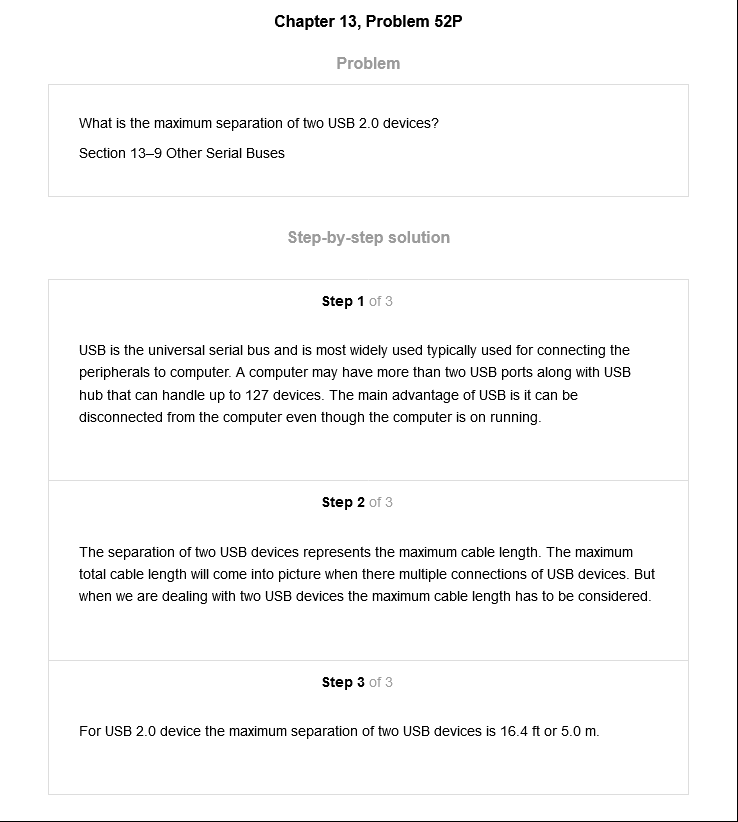 Chapter 13, Problem 52P
Problem
What is the maximum separation of two USB 2.0 devices?
Section 13–9 Other Serial Buses
Step-by-step solution
Step 1 of 3
USB is the universal serial bus and is most widely used typically used for connecting the
peripherals to computer. A computer may have more than two USB ports along with USB
hub that can handle up to 127 devices. The main advantage of USB is it can be
disconnected from the computer even though the computer is on running.
Step 2 of 3
The separation of two USB devices represents the maximum cable length. The maximum
total cable length will come into picture when there multiple connections of USB devices. But
when we are dealing with two USB devices the maximum cable length has to be considered.
Step 3 of 3
For USB 2.0 device the maximum separation of two USB devices is 16.4 ft or 5.0 m.